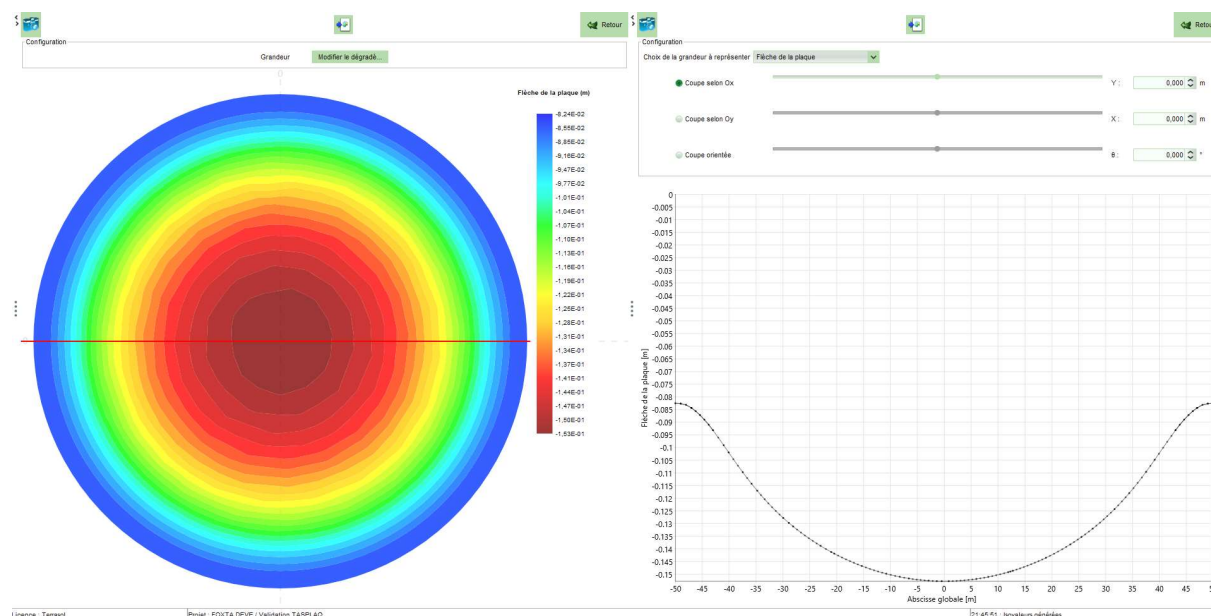 Retour
Configuration
Grandeur Modifier le dégradé...
Flèche de la plaque (m)
-8,24E-02
-8,55E-02
-8,85E-02
-9,16E-02
-9,47E-02
-9,77E-02
-1,01E-01
-1,04E-01
-1,07E-01
-1,10E-01
-1,13E-01
-1,16E-01
-1,19E-01
-1,22E-01
-1,25E-01
-1,28E-01
-1,31E-01
-1,34E-01
-1,37E-01
-1,41E-01
-1,44E-01
-1,47E-01
-1,50E-01
-1,53E-01
Retour
Configuration
Choix de la grandeur à représenter Flèche de la plaque
Coupe selon Ox Y : 0,000 m
Coupe selon Oy X : 0,000 m
Coupe orientée θ : 0,000 °
0
-0.005
-0.01
-0.015
-0.02
-0.025
-0.03
-0.035
-0.04
-0.045
-0.05
-0.055
-0.06
-0.065
-0.07
-0.075
-0.08
-0.085
-0.09
-0.095
-0.1
-0.105
-0.11
-0.115
-0.12
-0.125
-0.13
-0.135
-0.14
-0.145
-0.15
Flèche de la plaque [m]
-50 -45 -40 -35 -30 -25 -20 -15 -10 -5 0 5 10 15 20 25 30 35 40 45
Abscisse globale [m]
Licence : Terrasol Projet : FOXTA DEVE / Validation TASPLAQ 21:45:51 : Isovaleurs générées